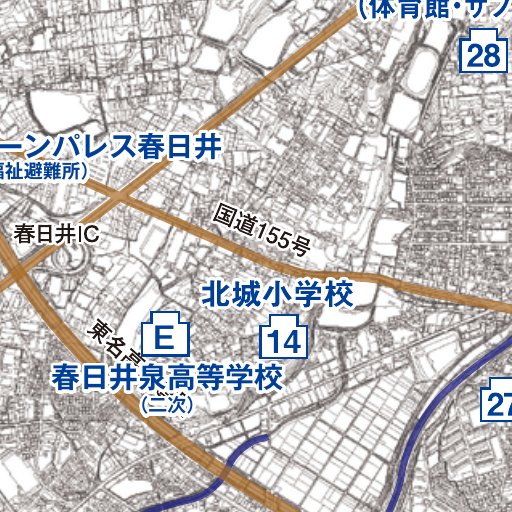 (体育館・サブ
28
ーンパレス春日井
福祉避難所)
国道155号
春日井IC
北城小学校
東名高
E
14
春日井泉高等学校
(二次)
27